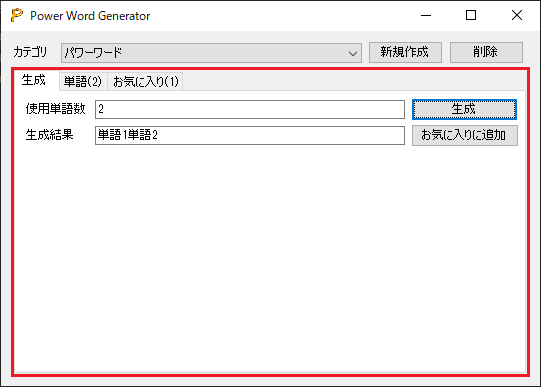 Power Word Generator
カテゴリ パワーワード 新規作成 削除
生成 単語(2) お気に入り(1)
使用単語数 2 生成
生成結果 単語1単語2 お気に入りに追加